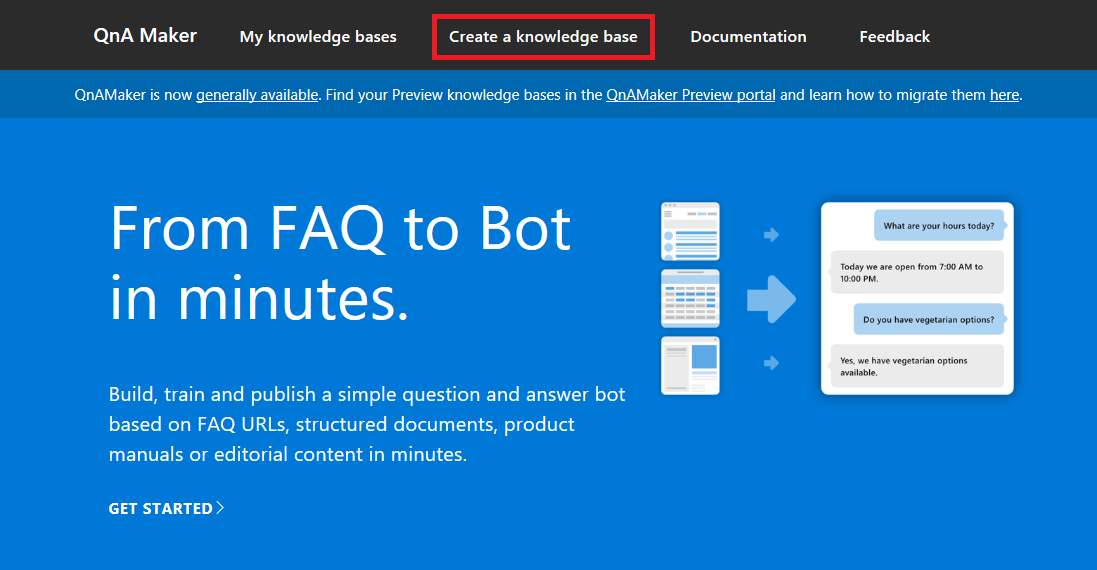 QnA Maker My knowledge bases Create a knowledge base Documentation Feedback
QnAMaker is now generally available. Find your Preview knowledge bases in the QnAMaker Preview portal and learn how to migrate them here.
From FAQ to Bot
in minutes.
Build, train and publish a simple question and answer bot
based on FAQ URLs, structured documents, product
manuals or editorial content in minutes.
GET STARTED
What are your hours today?
Today we are open from 7:00 AM to
10:00 PM.
Do you have vegetarian options?
Yes, we have vegetarian options
available.